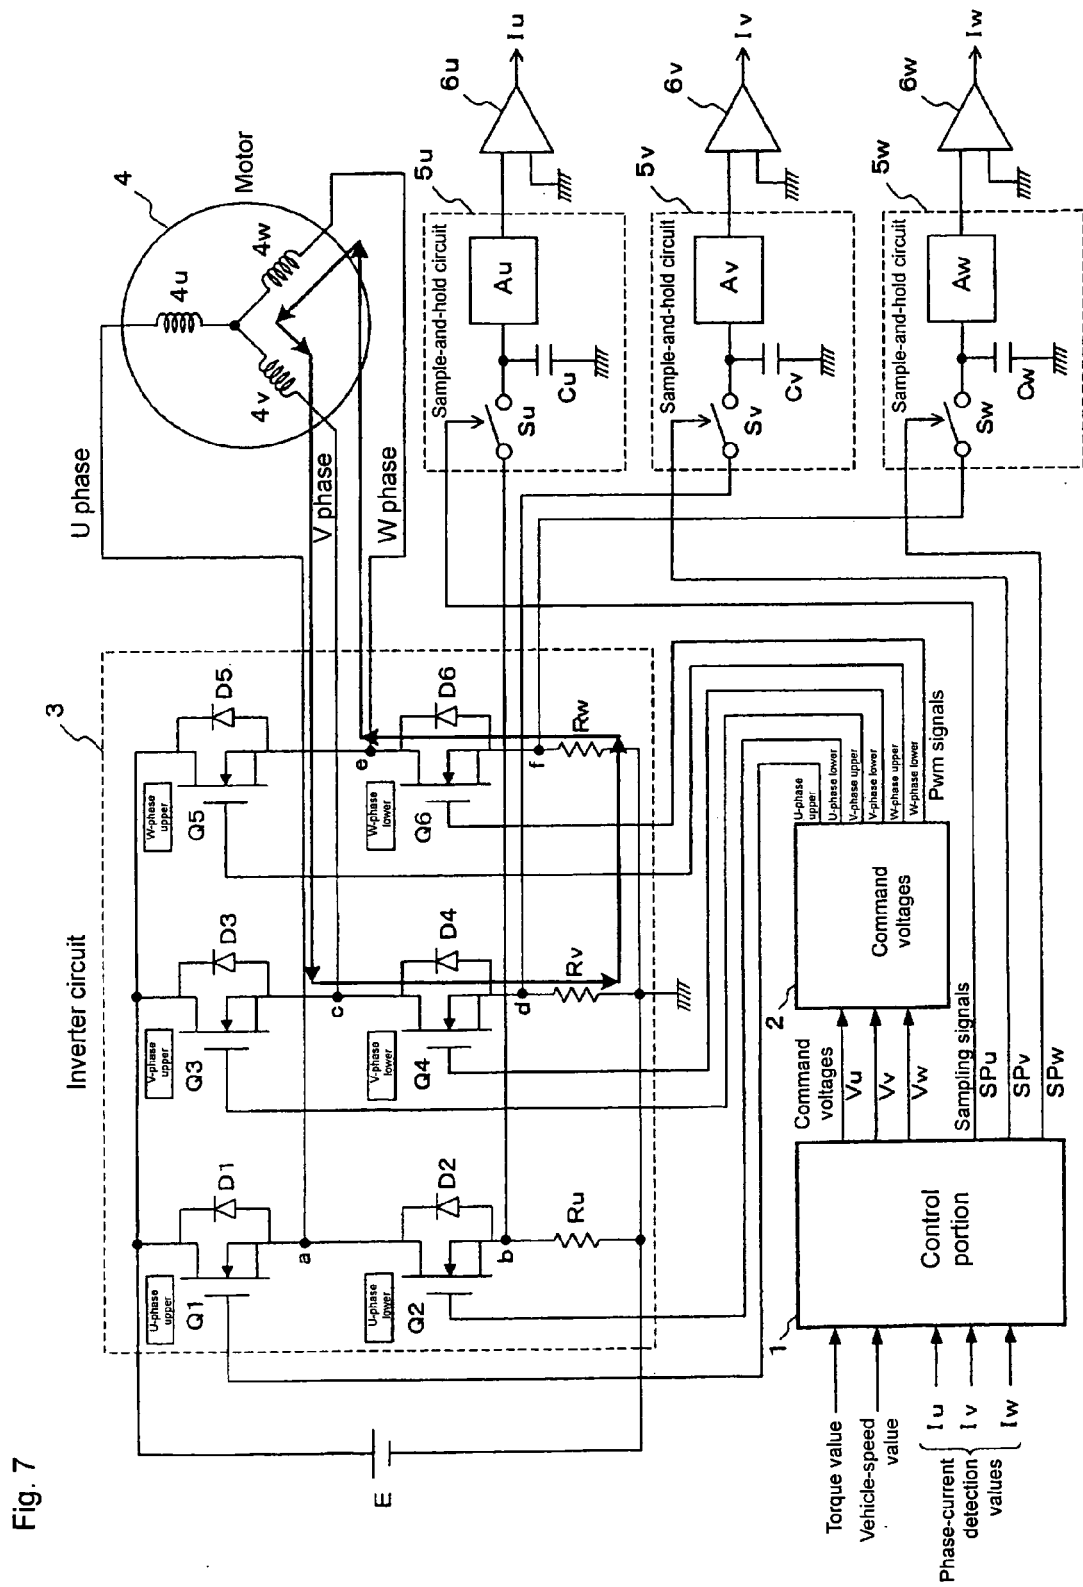 Fig. 7
Inverter circuit
3
U phase
V phase
W phase
4
Motor
4u
4v
4w
E
U-phase
upper
Q1
D1
V-phase
upper
Q3
D3
W-phase
upper
Q5
D5
a
c
e
U-phase
lower
Q2
D2
V-phase
lower
Q4
D4
W-phase
lower
Q6
D6
b
d
f
Ru
Rv
Rw
Sample-and-hold circuit
5u
Su
Cu
Au
6u
Iu
Sample-and-hold circuit
5v
Sv
Cv
Av
6v
Iv
Sample-and-hold circuit
5w
Sw
Cw
Aw
6w
Iw
Torque value
Vehicle-speed
value
Phase-current
detection
values
Iu
Iv
Iw
1
Control
portion
Command
voltages
Vu
Vv
Vw
Sampling signals
SPu
SPv
SPw
2
Command
voltages
U-phase
upper
U-phase lower
V-phase upper
V-phase lower
W-phase upper
W-phase lower
Pwm signals